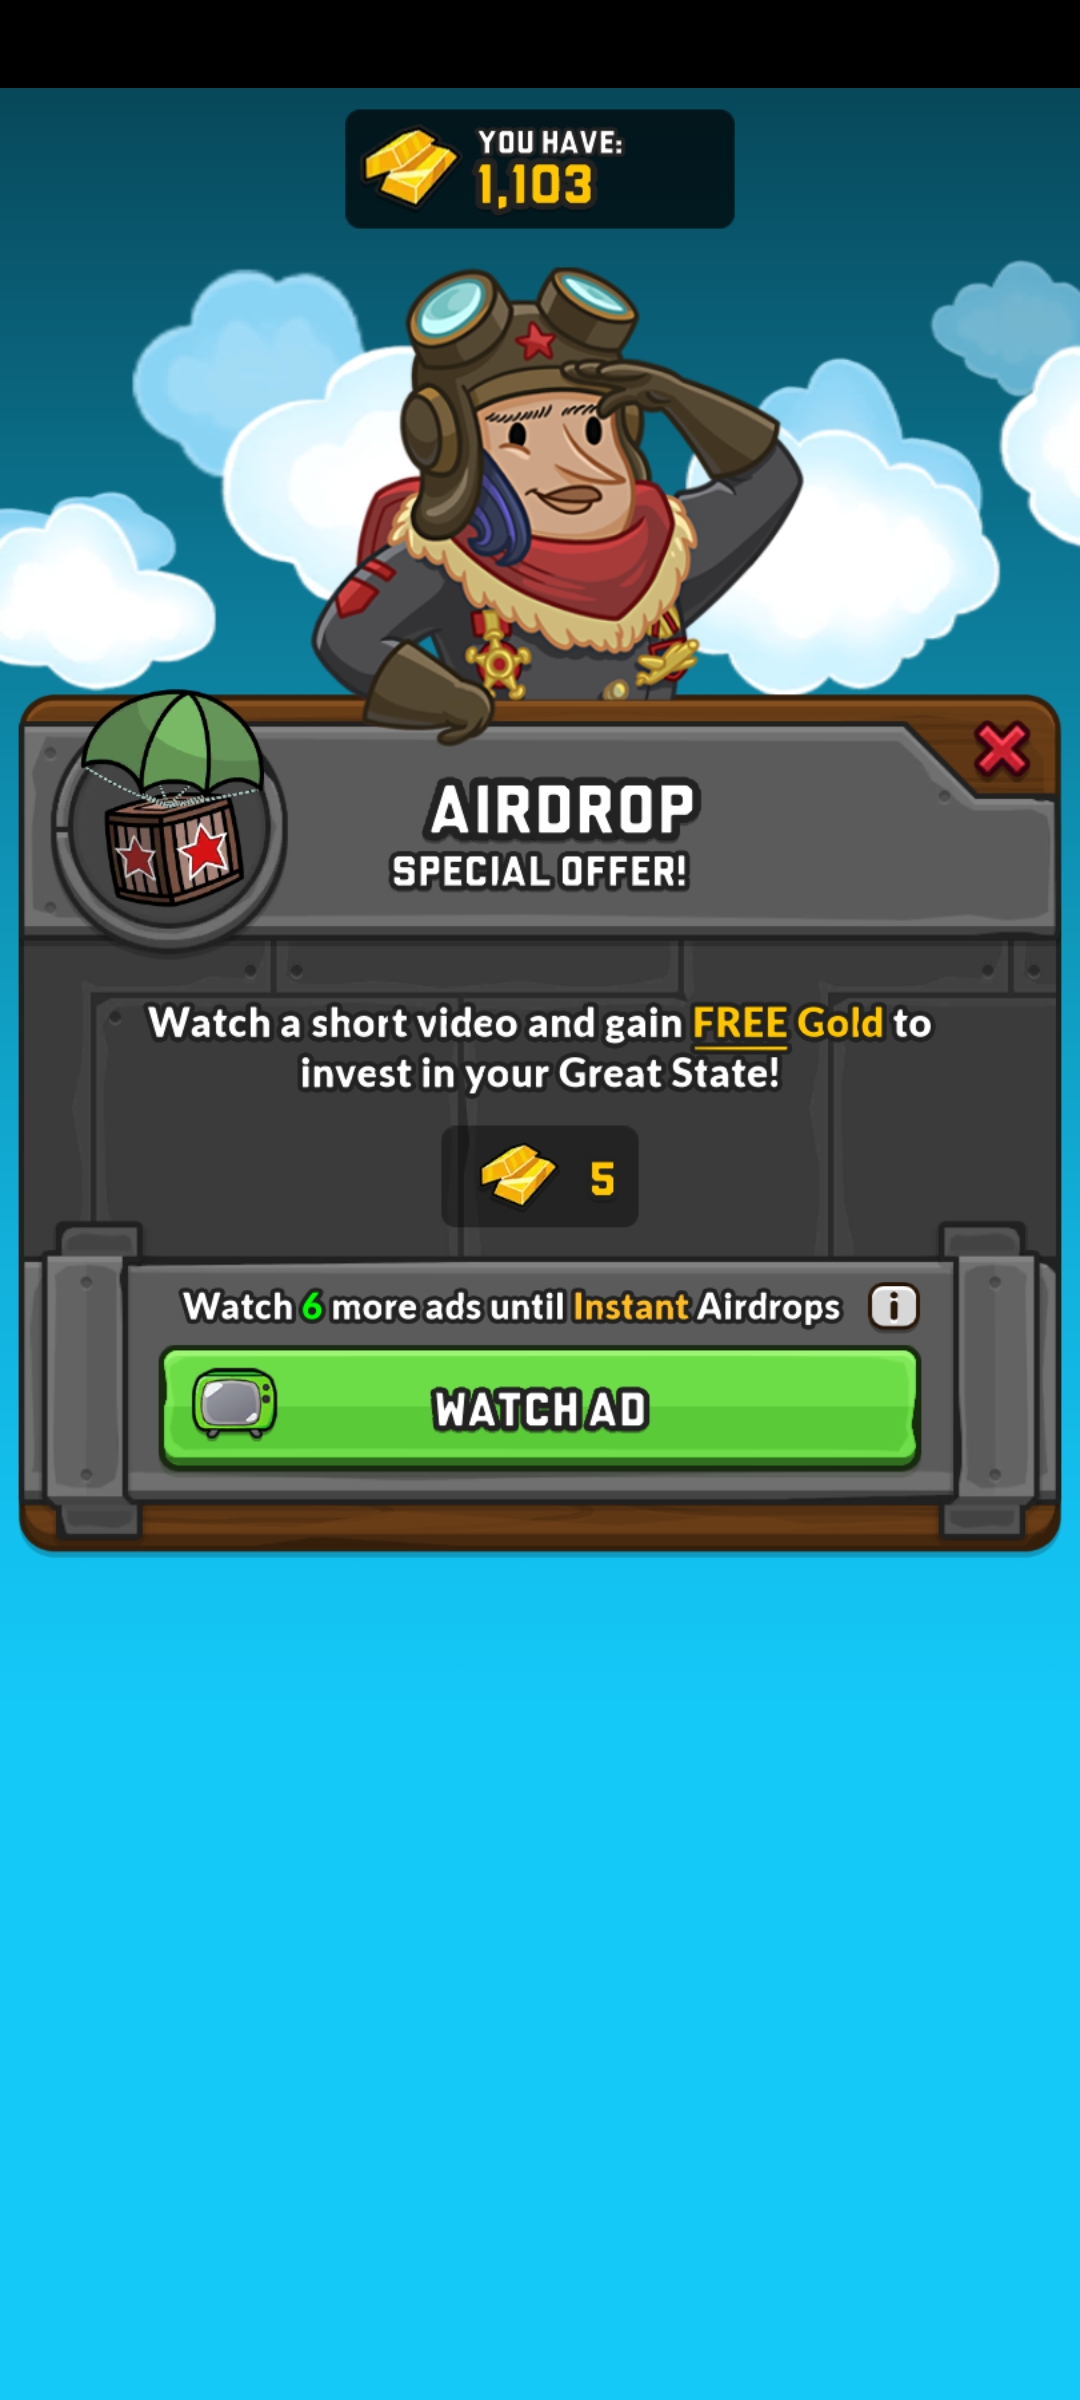 YOU HAVE:
1,103
AIRDROP
SPECIAL OFFER!
Watch a short video and gain FREE Gold to
invest in your Great State!
5
Watch 6 more ads until Instant Airdrops
WATCH AD